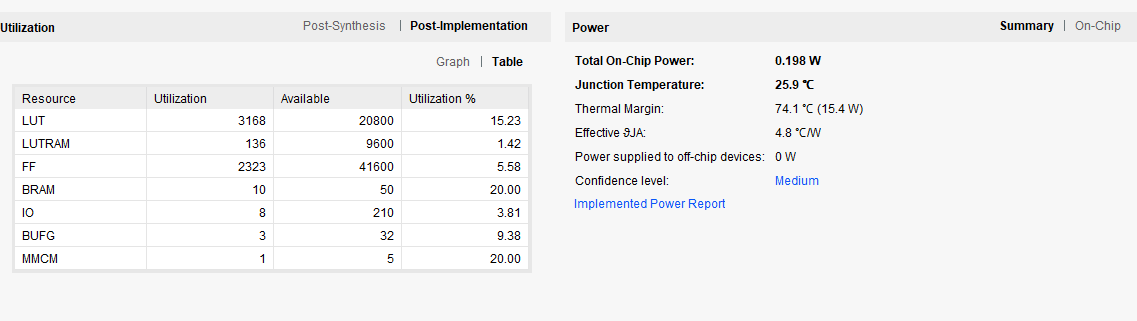 Utilization
Post-Synthesis | Post-Implementation
Graph | Table
Resource Utilization Available Utilization %
LUT 3168 20800 15.23
LUTRAM 136 9600 1.42
FF 2323 41600 5.58
BRAM 10 50 20.00
IO 8 210 3.81
BUFG 3 32 9.38
MMCM 1 5 20.00
Power
Summary | On-Chip
Total On-Chip Power: 0.198 W
Junction Temperature: 25.9 ℃
Thermal Margin: 74.1 ℃ (15.4 W)
Effective ϑJA: 4.8 ℃/W
Power supplied to off-chip devices: 0 W
Confidence level: Medium
Implemented Power Report